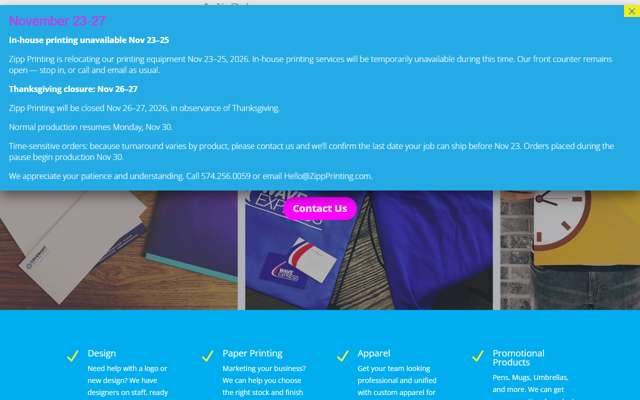 November 23-27
In-house printing unavailable Nov 23–25
Zipp Printing is relocating our printing equipment Nov 23–25, 2026. In-house printing services will be temporarily unavailable during this time. Our front counter remains
open — stop in, or call and email as usual.
Thanksgiving closure: Nov 26–27
Zipp Printing will be closed Nov 26–27, 2026, in observance of Thanksgiving.
Normal production resumes Monday, Nov 30.
Time-sensitive orders: because turnaround varies by product, please contact us and we'll confirm the last date your job can ship before Nov 23. Orders placed during the
pause begin production Nov 30.
We appreciate your patience and understanding. Call 574.256.0059 or email Hello@ZippPrinting.com.
WAVE
EXPRESS
Contact Us
WAVE
EXPRESS
Design
Need help with a logo or
new design? We have
designers on staff, ready
Paper Printing
Marketing your business?
We can help you choose
the right stock and finish
Apparel
Get your team looking
professional and unified
with custom apparel for
Promotional
Products
Pens, Mugs, Umbrellas,
and more. We can get